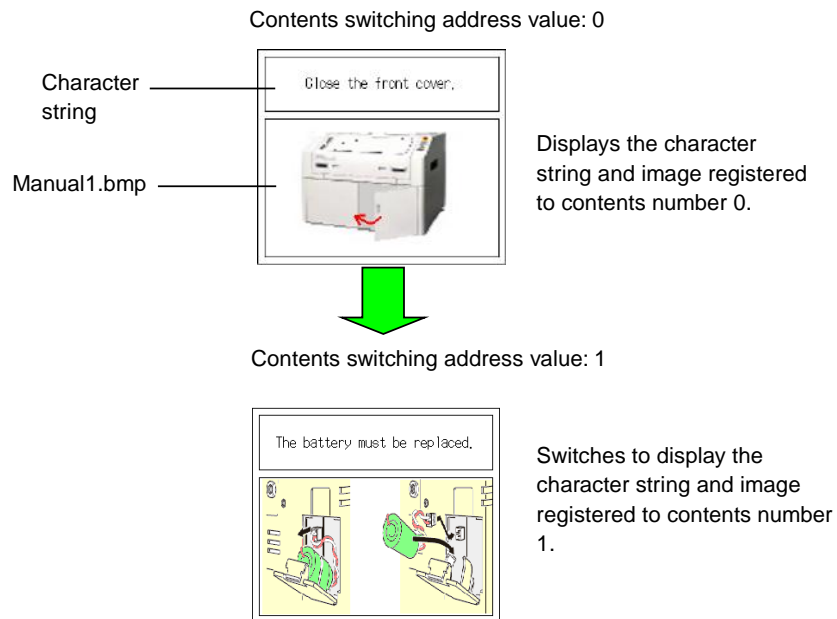 Contents switching address value: 0
Character
string
Close the front cover.
Manual1.bmp
Displays the character
string and image registered
to contents number 0.
Contents switching address value: 1
The battery must be replaced.
Switches to display the
character string and image
registered to contents number
1.